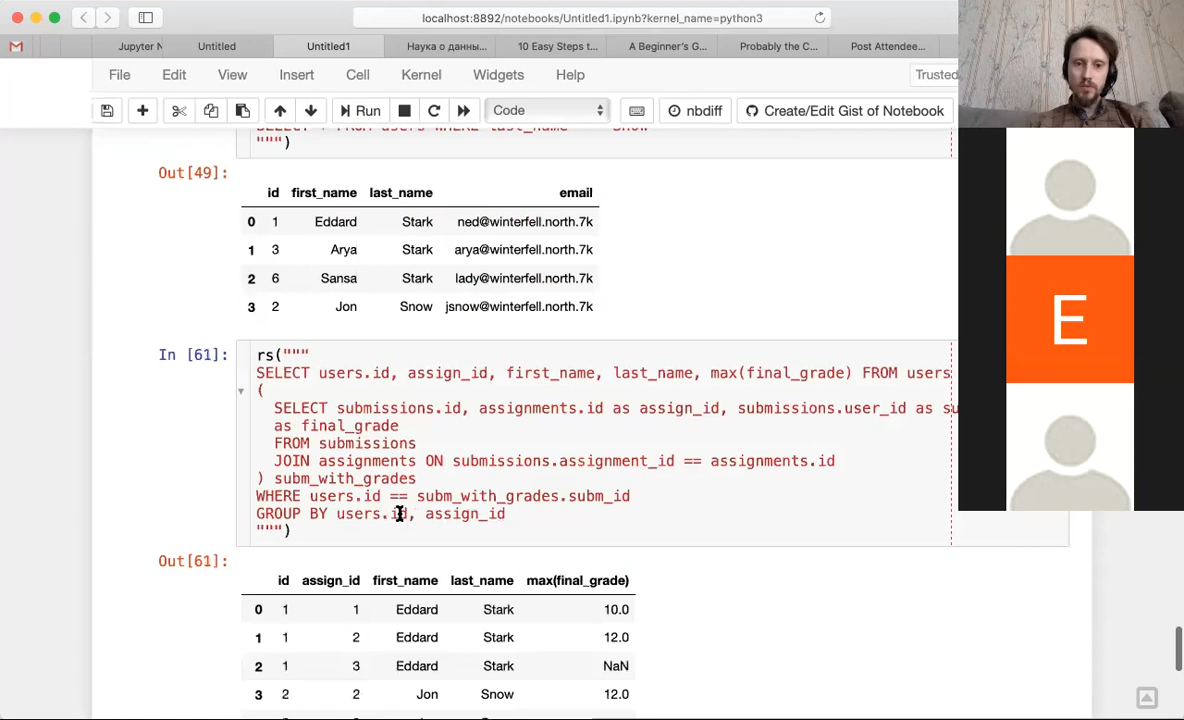 localhost:8892/notebooks/Untitled1.ipynb?kernel_name=python3
Jupyter N Untitled Untitled1 Наука о данны... 10 Easy Steps t... A Beginner's G... Probably the C... Post Attendee...
File Edit View Insert Cell Kernel Widgets Help Trusted
Run Code nbdiff Create/Edit Gist of Notebook
""")
Out[49]:
id first_name last_name email
0 1 Eddard Stark ned@winterfell.north.7k
1 3 Arya Stark arya@winterfell.north.7k
2 6 Sansa Stark lady@winterfell.north.7k
3 2 Jon Snow jsnow@winterfell.north.7k
In [61]: rs("""
SELECT users.id, assign_id, first_name, last_name, max(final_grade) FROM users
(
SELECT submissions.id, assignments.id as assign_id, submissions.user_id as su
as final_grade
FROM submissions
JOIN assignments ON submissions.assignment_id == assignments.id
) subm_with_grades
WHERE users.id == subm_with_grades.subm_id
GROUP BY users.id, assign_id
""")
Out[61]:
id assign_id first_name last_name max(final_grade)
0 1 1 Eddard Stark 10.0
1 1 2 Eddard Stark 12.0
2 1 3 Eddard Stark NaN
3 2 2 Jon Snow 12.0
E